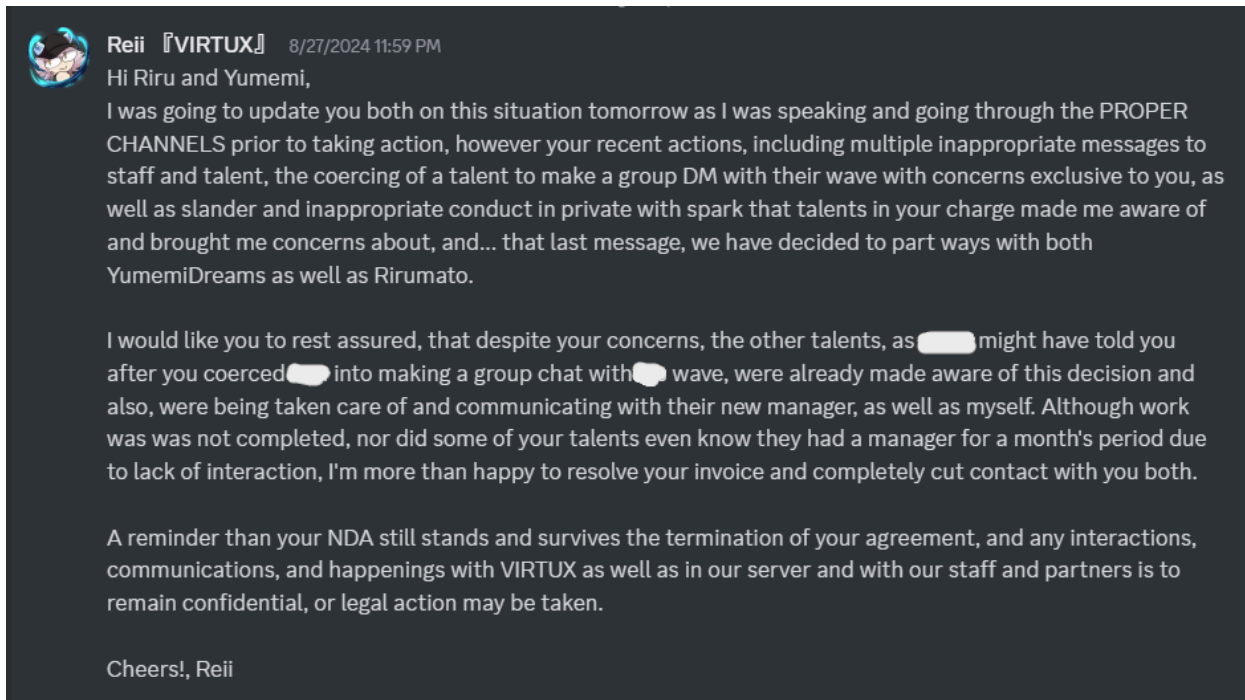 Reii 『VIRTUX』 8/27/2024 11:59 PM
Hi Riru and Yumemi,
I was going to update you both on this situation tomorrow as I was speaking and going through the PROPER
CHANNELS prior to taking action, however your recent actions, including multiple inappropriate messages to
staff and talent, the coercing of a talent to make a group DM with their wave with concerns exclusive to you, as
well as slander and inappropriate conduct in private with spark that talents in your charge made me aware of
and brought me concerns about, and... that last message, we have decided to part ways with both
YumemiDreams as well as Rirumato.
I would like you to rest assured, that despite your concerns, the other talents, as might have told you
after you coerced into making a group chat with wave, were already made aware of this decision and
also, were being taken care of and communicating with their new manager, as well as myself. Although work
was was not completed, nor did some of your talents even know they had a manager for a month's period due
to lack of interaction, I'm more than happy to resolve your invoice and completely cut contact with you both.
A reminder than your NDA still stands and survives the termination of your agreement, and any interactions,
communications, and happenings with VIRTUX as well as in our server and with our staff and partners is to
remain confidential, or legal action may be taken.
Cheers!, Reii